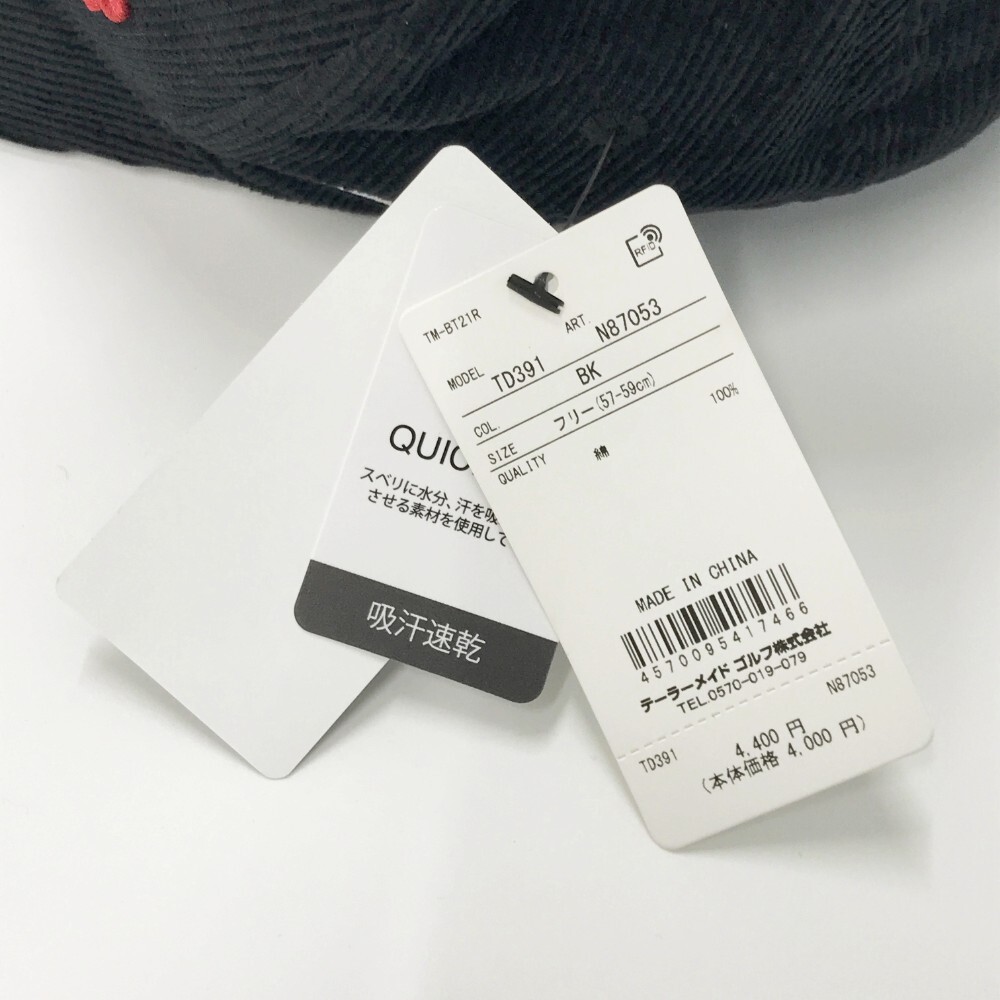 RFID
TM-BT21R
ART. N87053
MODEL TD391
COL. BK
SIZE フリー(57-59cm)
QUALITY 綿 100%
MADE IN CHINA
4570095417466
テーラーメイド ゴルフ株式会社
TEL.0570-019-079
TD391 N87053
4,400 円
(本体価格 4,000 円)
QUIC
スベリに水分、汗を吸
させる素材を使用して
吸汗速乾